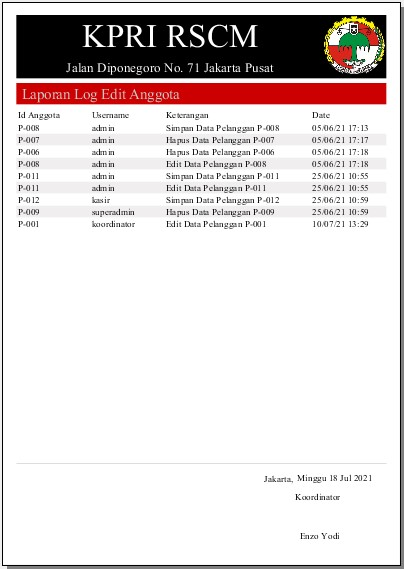 KPRI RSCM
Jalan Diponegoro No. 71 Jakarta Pusat
Laporan Log Edit Anggota
Id Anggota Username Keterangan Date
P-008 admin Simpan Data Pelanggan P-008 05/06/21 17:13
P-007 admin Hapus Data Pelanggan P-007 05/06/21 17:17
P-006 admin Hapus Data Pelanggan P-006 05/06/21 17:18
P-008 admin Edit Data Pelanggan P-008 05/06/21 17:18
P-011 admin Simpan Data Pelanggan P-011 25/06/21 10:55
P-011 admin Edit Data Pelanggan P-011 25/06/21 10:55
P-012 kasir Simpan Data Pelanggan P-012 25/06/21 10:59
P-009 superadmin Hapus Data Pelanggan P-009 25/06/21 10:59
P-001 koordinator Edit Data Pelanggan P-001 10/07/21 13:29
Jakarta, Minggu 18 Jul 2021
Koordinator
Enzo Yodi